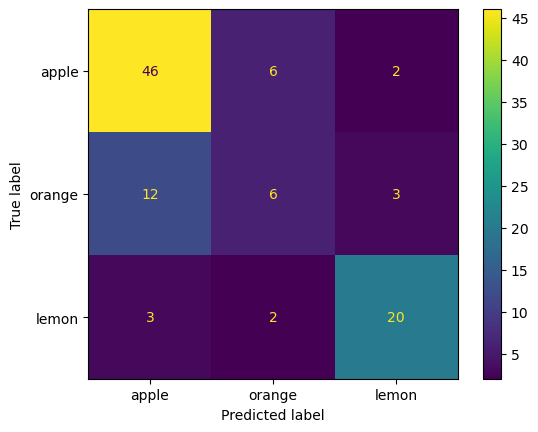 True label
apple 46 6 2
orange 12 6 3
lemon 3 2 20
apple orange lemon
Predicted label
45
40
35
30
25
20
15
10
5